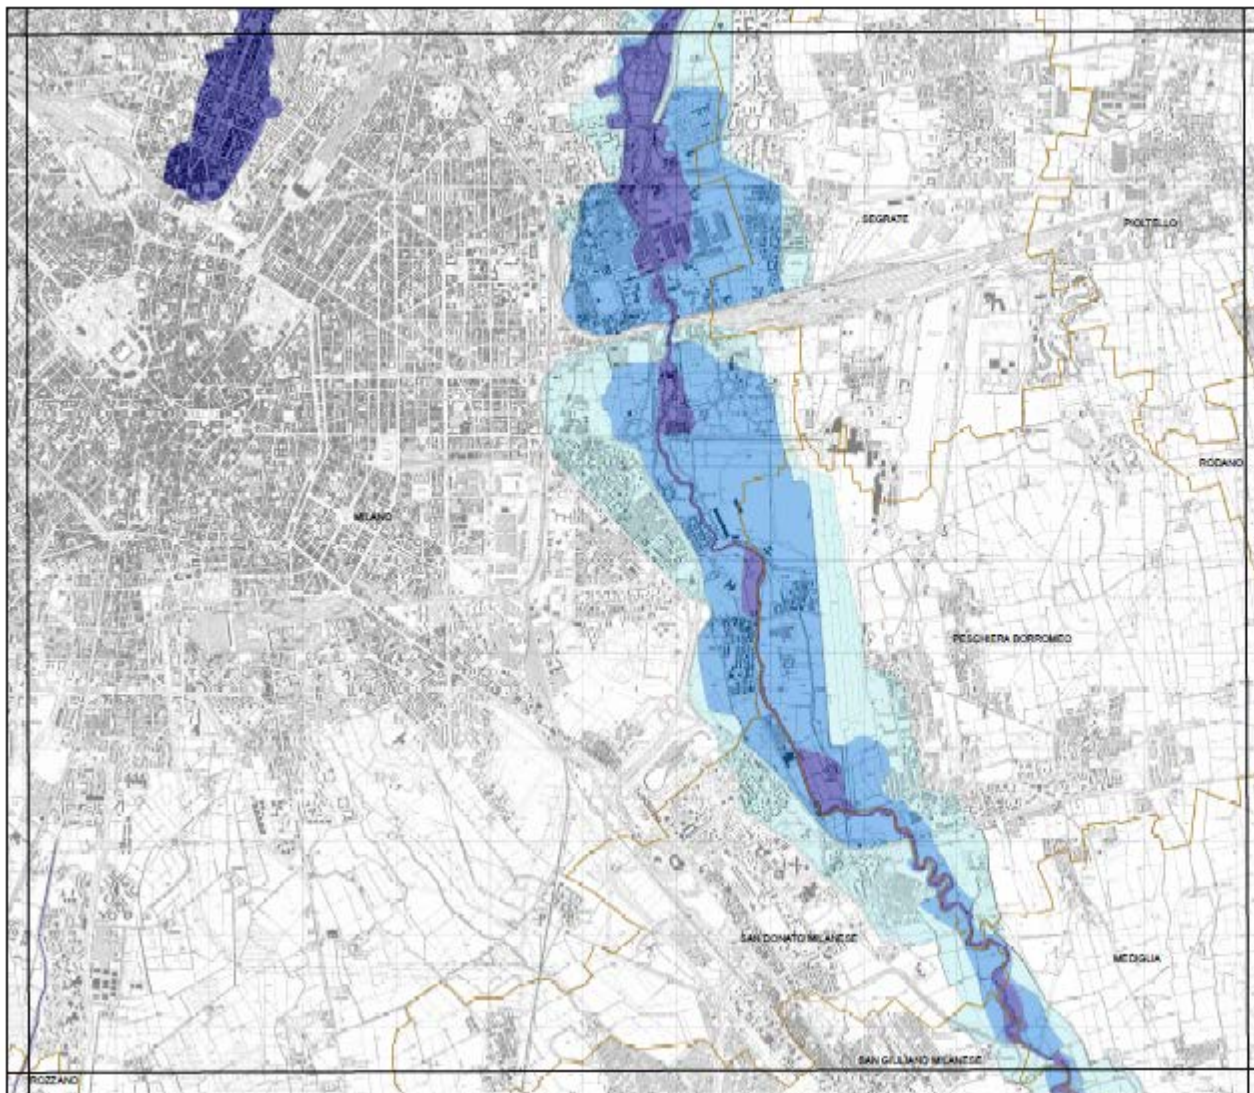 SEGRATE
PIOLTELLO
RODANO
MILANO
PESCHIERA BORROMEO
SAN DONATO MILANESE
MEDIGLIA
SAN GIULIANO MILANESE
ROZZANO